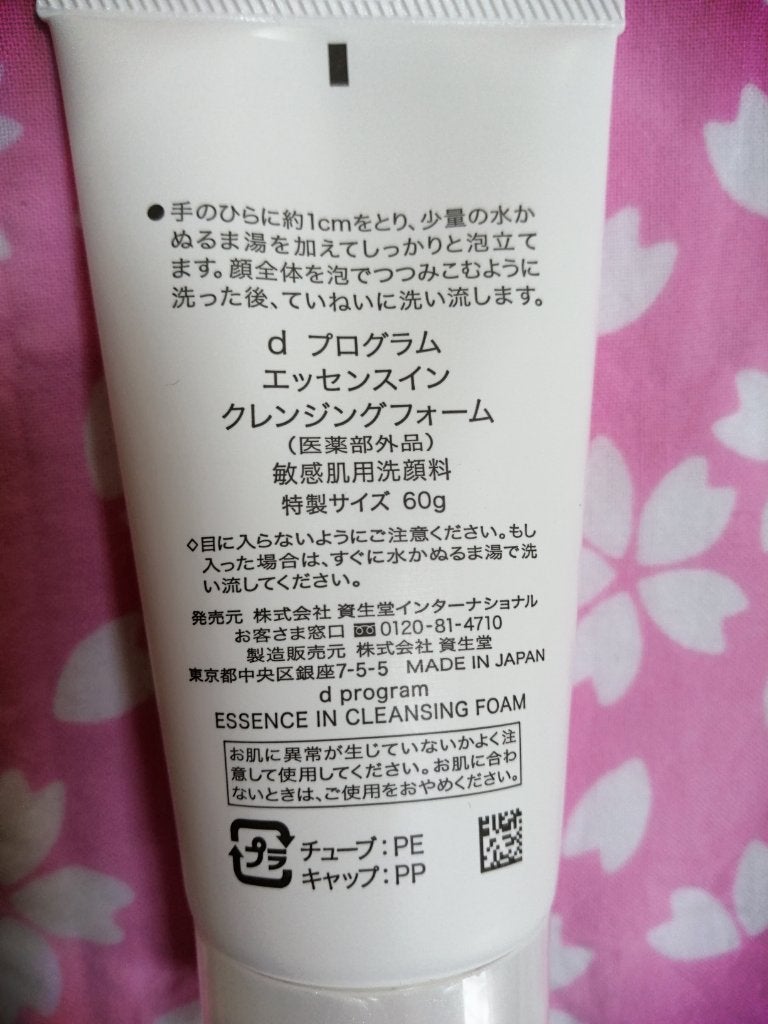 ●手のひらに約1cmをとり、少量の水か
ぬるま湯を加えてしっかりと泡立て
ます。顔全体を泡でつつみこむように
洗った後、ていねいに洗い流します。
d プログラム
エッセンスイン
クレンジングフォーム
（医薬部外品）
敏感肌用洗顔料
特製サイズ 60g
◇目に入らないようにご注意ください。もし
入った場合は、すぐに水かぬるま湯で洗
い流してください。
発売元 株式会社 資生堂インターナショナル
お客さま窓口 0120-81-4710
製造販売元 株式会社 資生堂
東京都中央区銀座7-5-5 MADE IN JAPAN
d program
ESSENCE IN CLEANSING FOAM
お肌に異常が生じていないかよく注
意して使用してください。お肌に合わ
ないときは、ご使用をおやめください。
プラ
チューブ：PE
キャップ：PP